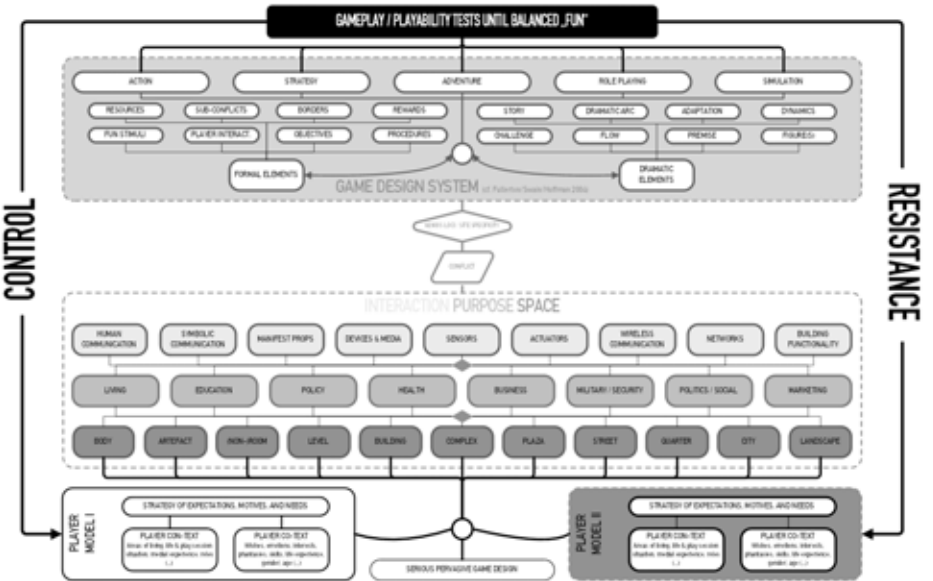 GAMEPLAY / PLAYABILITY TESTS UNTIL BALANCED „FUN“
CONTROL
RESISTANCE
ACTION
STRATEGY
ADVENTURE
ROLE PLAYING
SIMULATION
RESOURCES
SUB-CONFLICTS
BORDERS
REWARDS
STORY
DRAMATIC ARC
ADAPTATION
DYNAMICS
FUN STIMULI
PLAYER INTERACT
OBJECTIVES
PROCEDURES
CHALLENGE
FLOW
PREMISE
FIGURE(S)
FORMAL ELEMENTS
DRAMATIC
ELEMENTS
GAME DESIGN SYSTEM (cf. Fullerton/Swain/Hoffman 2004)
CONFLICT
INTERACTION PURPOSE SPACE
HUMAN
COMMUNICATION
SYMBOLIC
COMMUNICATION
MANIFEST PROPS
DEVICES & MEDIA
SENSORS
ACTUATORS
WIRELESS
COMMUNICATION
NETWORKS
BUILDING
FUNCTIONALITY
LIVING
EDUCATION
POLICY
HEALTH
BUSINESS
MILITARY / SECURITY
POLITICS / SOCIAL
MARKETING
BODY
ARTEFACT
(NON-)ROOM
LEVEL
BUILDING
COMPLEX
PLAZA
STREET
QUARTER
CITY
LANDSCAPE
PLAYER
MODEL I
STRATEGY OF EXPECTATIONS, MOTIVES, AND NEEDS
PLAYER CON-TEXT
PLAYER CO-TEXT
PLAYER
MODEL II
STRATEGY OF EXPECTATIONS, MOTIVES, AND NEEDS
PLAYER CON-TEXT
PLAYER CO-TEXT
SERIOUS PERVASIVE GAME DESIGN